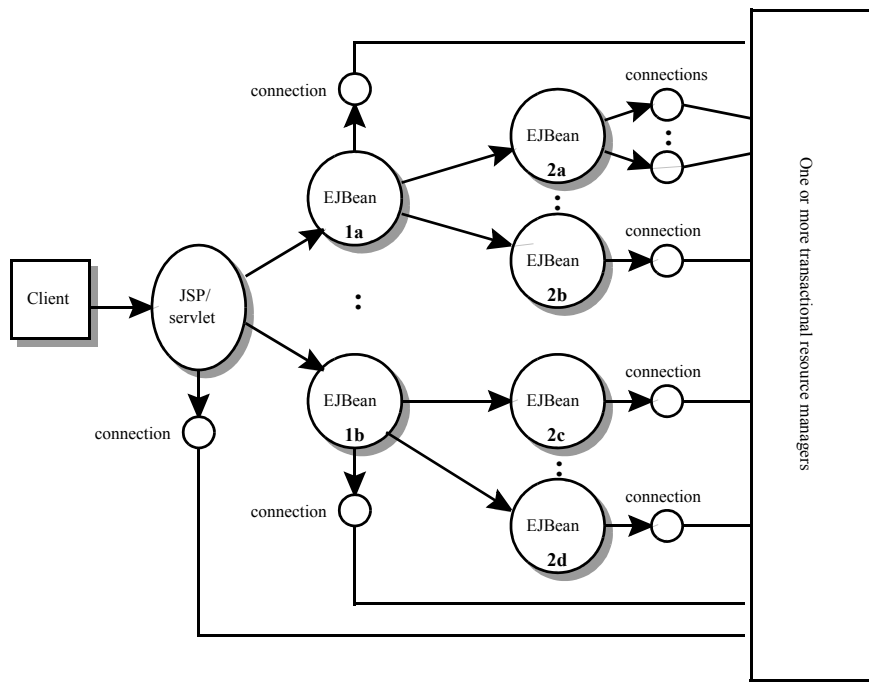 connections
connection
EJBean
2a
EJBean
1a
connection
EJBean
2b
Client
JSP/
servlet
One or more transactional resource managers
connection
EJBean
1b
EJBean
2c
connection
connection
connection
EJBean
2d